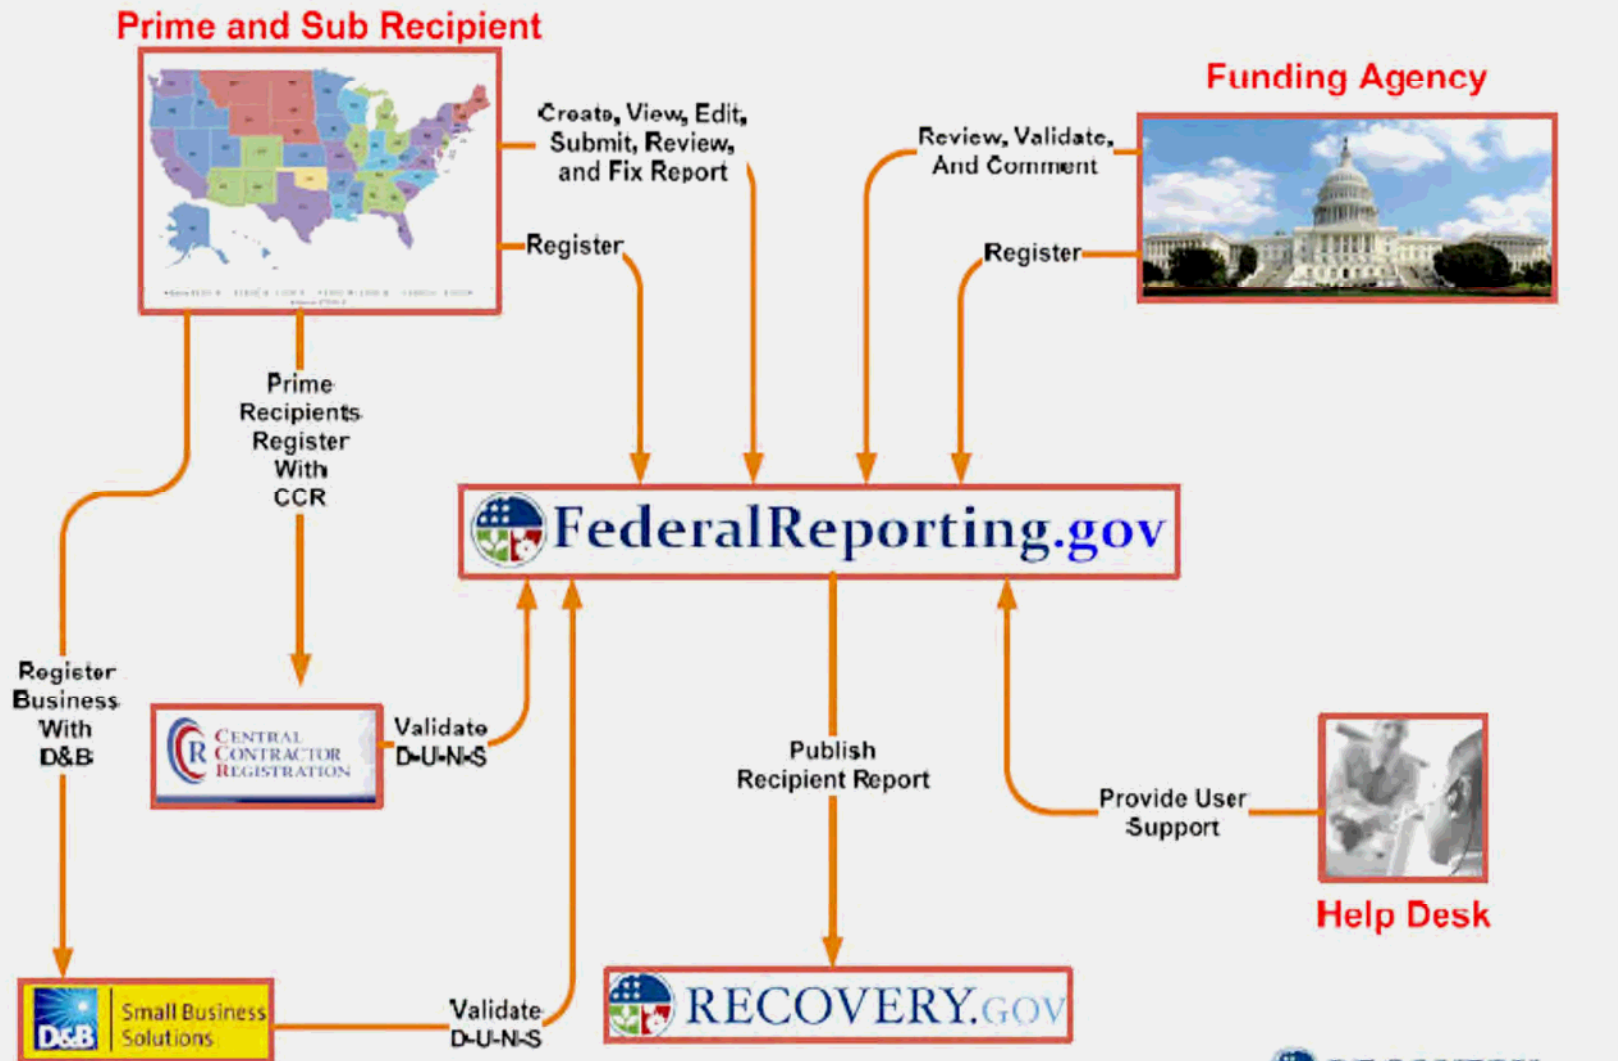 Prime and Sub Recipient
Funding Agency
Create, View, Edit,
Submit, Review,
and Fix Report
Review, Validate,
And Comment
Register
Register
Prime
Recipients
Register
With
CCR
FederalReporting.gov
Register
Business
With
D&B
CENTRAL
CONTRACTOR
REGISTRATION
Validate
D-U-N-S
Publish
Recipient Report
Provide User
Support
Help Desk
D&B
Small Business
Solutions
Validate
D-U-N-S
RECOVERY.GOV